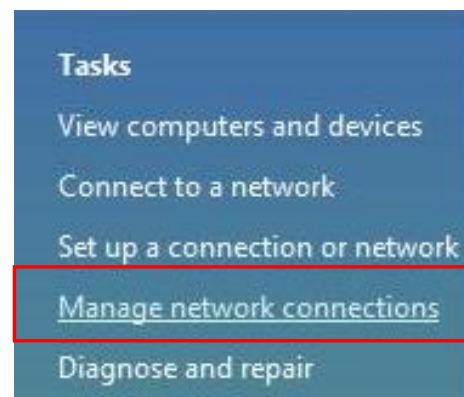 Tasks
View computers and devices
Connect to a network
Set up a connection or network
Manage network connections
Diagnose and repair